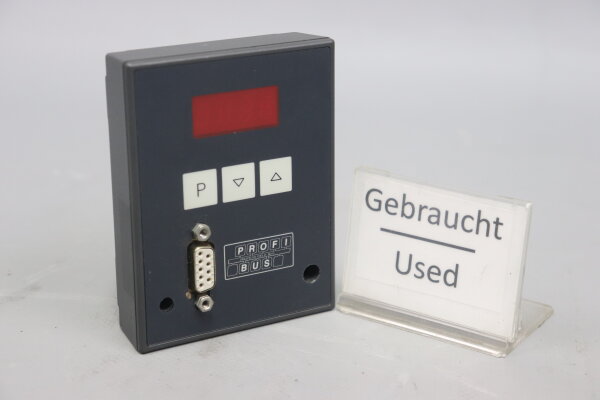 P
PROFI
BUS
Gebraucht
Used